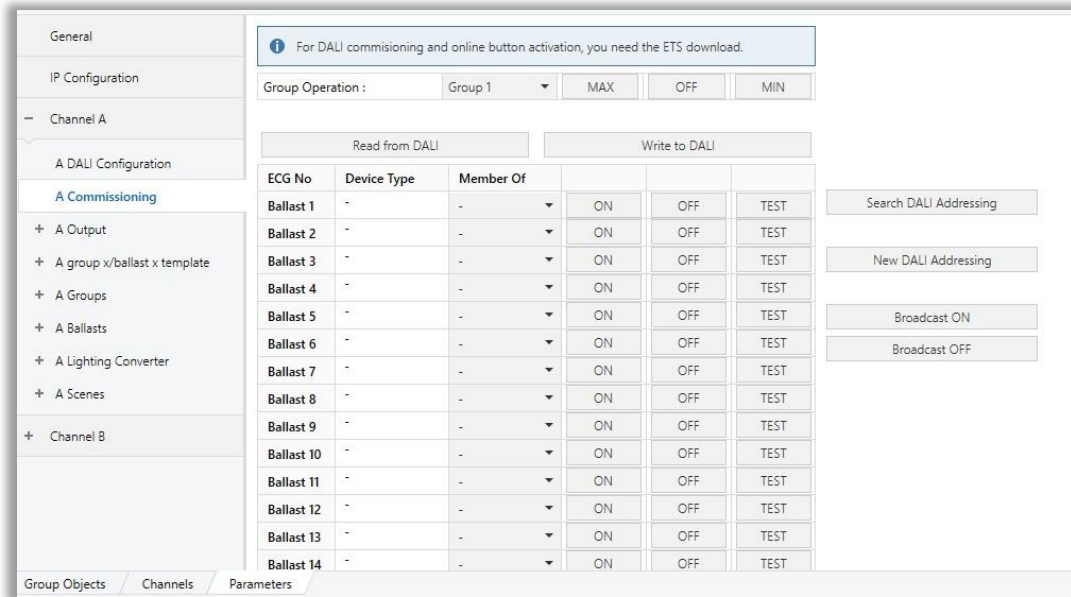 General
IP Configuration
− Channel A
A DALI Configuration
A Commissioning
+ A Output
+ A group x/ballast x template
+ A Groups
+ A Ballasts
+ A Lighting Converter
+ A Scenes
+ Channel B
For DALI commisioning and online button activation, you need the ETS download.
Group Operation : Group 1 MAX OFF MIN
Read from DALI Write to DALI
ECG No Device Type Member Of
Ballast 1 - - ON OFF TEST
Ballast 2 - - ON OFF TEST
Ballast 3 - - ON OFF TEST
Ballast 4 - - ON OFF TEST
Ballast 5 - - ON OFF TEST
Ballast 6 - - ON OFF TEST
Ballast 7 - - ON OFF TEST
Ballast 8 - - ON OFF TEST
Ballast 9 - - ON OFF TEST
Ballast 10 - - ON OFF TEST
Ballast 11 - - ON OFF TEST
Ballast 12 - - ON OFF TEST
Ballast 13 - - ON OFF TEST
Ballast 14 - - ON OFF TEST
Search DALI Addressing
New DALI Addressing
Broadcast ON
Broadcast OFF
Group Objects Channels Parameters